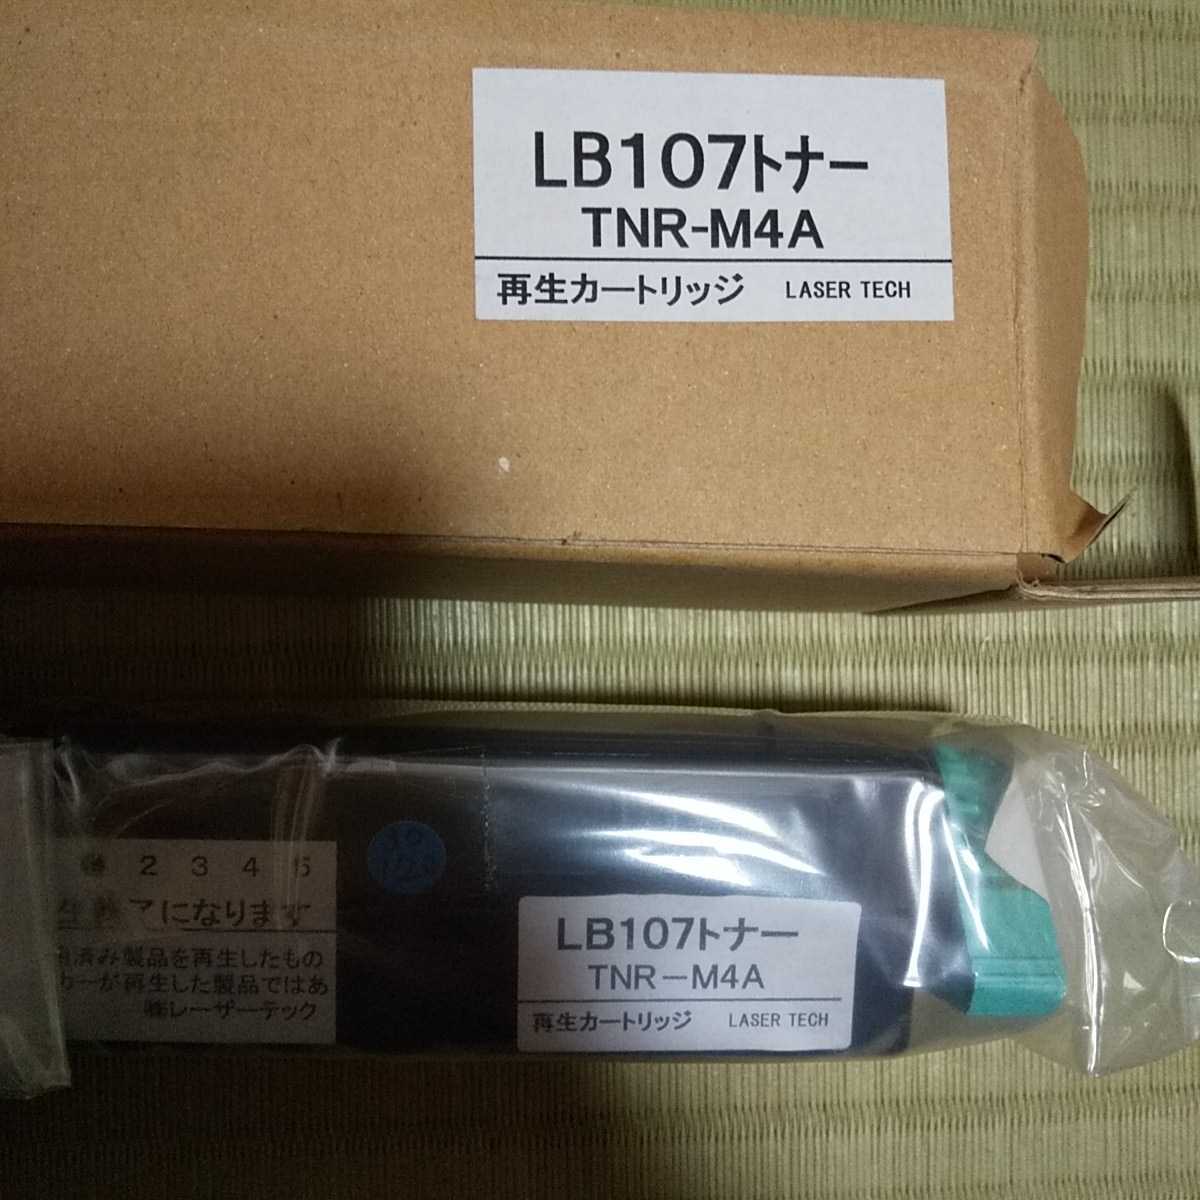 LB107トナー
TNR-M4A
再生カートリッジ LASER TECH
2 3 4 5
になります
済み製品を再生したもの
カーが再生した製品ではあ
㈱レーザーテック
LB107トナー
TNR－M4A
再生カートリッジ LASER TECH